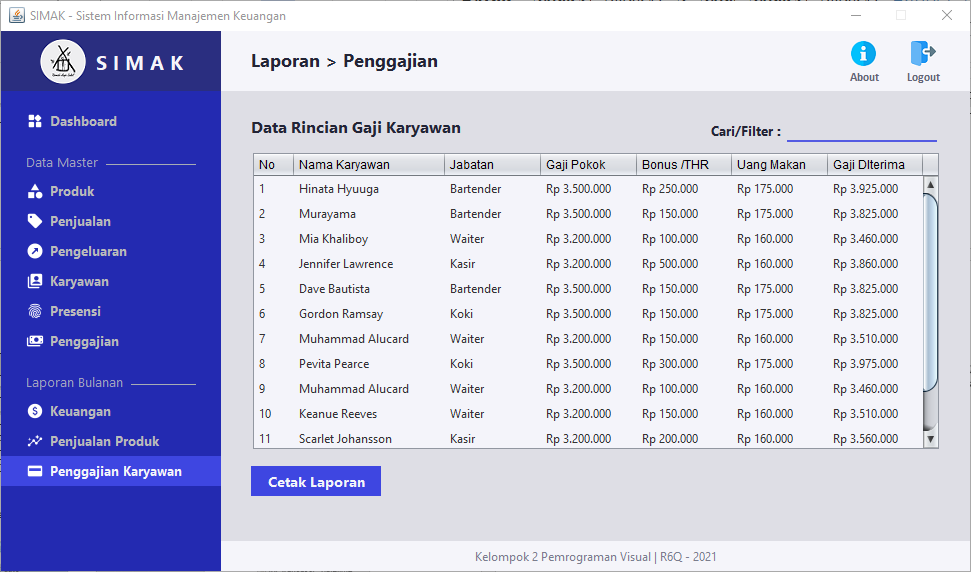 SIMAK - Sistem Informasi Manajemen Keuangan
SIMAK
Laporan > Penggajian
About
Logout
Dashboard
Data Master
Produk
Penjualan
Pengeluaran
Karyawan
Presensi
Penggajian
Laporan Bulanan
Keuangan
Penjualan Produk
Penggajian Karyawan
Data Rincian Gaji Karyawan
Cari/Filter :
No Nama Karyawan Jabatan Gaji Pokok Bonus /THR Uang Makan Gaji DIterima
1 Hinata Hyuuga Bartender Rp 3.500.000 Rp 250.000 Rp 175.000 Rp 3.925.000
2 Murayama Bartender Rp 3.500.000 Rp 150.000 Rp 175.000 Rp 3.825.000
3 Mia Khaliboy Waiter Rp 3.200.000 Rp 100.000 Rp 160.000 Rp 3.460.000
4 Jennifer Lawrence Kasir Rp 3.200.000 Rp 500.000 Rp 160.000 Rp 3.860.000
5 Dave Bautista Bartender Rp 3.500.000 Rp 150.000 Rp 175.000 Rp 3.825.000
6 Gordon Ramsay Koki Rp 3.500.000 Rp 150.000 Rp 175.000 Rp 3.825.000
7 Muhammad Alucard Waiter Rp 3.200.000 Rp 150.000 Rp 160.000 Rp 3.510.000
8 Pevita Pearce Koki Rp 3.500.000 Rp 300.000 Rp 175.000 Rp 3.975.000
9 Muhammad Alucard Waiter Rp 3.200.000 Rp 100.000 Rp 160.000 Rp 3.460.000
10 Keanue Reeves Waiter Rp 3.200.000 Rp 150.000 Rp 160.000 Rp 3.510.000
11 Scarlet Johansson Kasir Rp 3.200.000 Rp 200.000 Rp 160.000 Rp 3.560.000
Cetak Laporan
Kelompok 2 Pemrograman Visual | R6Q - 2021